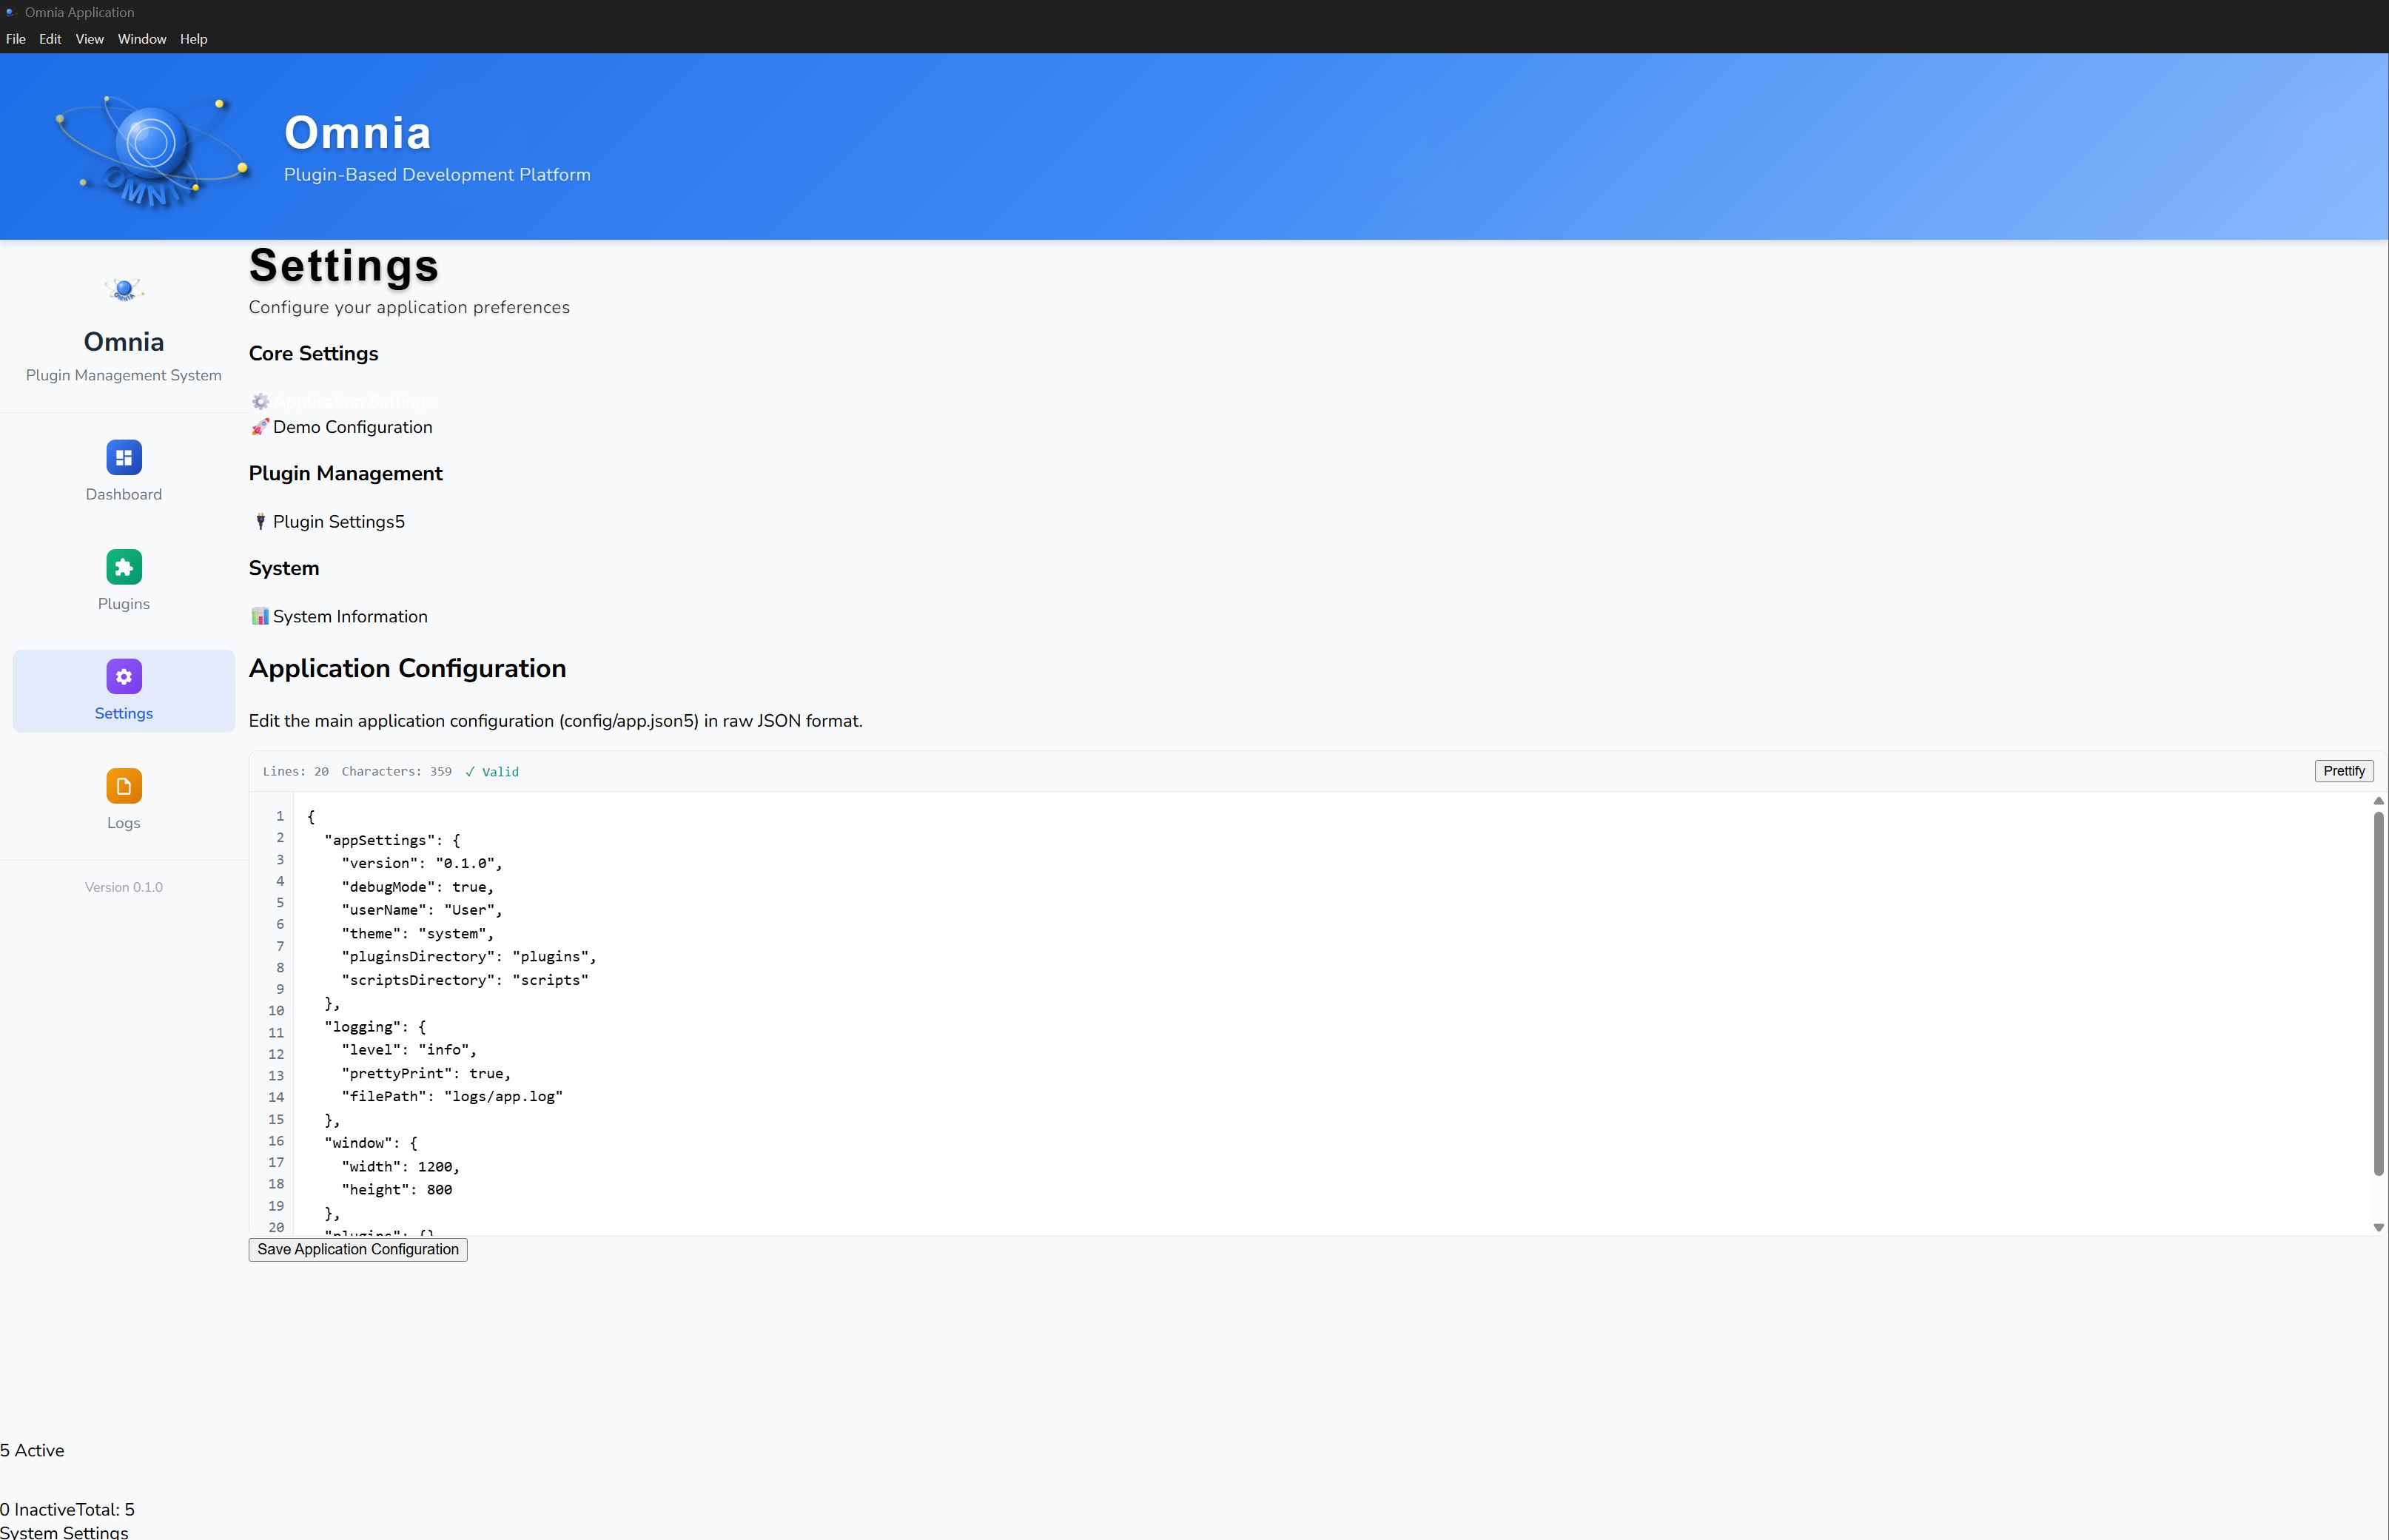 Omnia Application
File Edit View Window Help
OMNI
Omnia
Plugin-Based Development Platform
OMNIA
Omnia
Plugin Management System
Dashboard
Plugins
Settings
Logs
Version 0.1.0
Settings
Configure your application preferences
Core Settings
Application Settings
Demo Configuration
Plugin Management
Plugin Settings5
System
System Information
Application Configuration
Edit the main application configuration (config/app.json5) in raw JSON format.
Lines: 20 Characters: 359 ✓ Valid Prettify
1 {
2 "appSettings": {
3 "version": "0.1.0",
4 "debugMode": true,
5 "userName": "User",
6 "theme": "system",
7 "pluginsDirectory": "plugins",
8 "scriptsDirectory": "scripts"
9 },
10 "logging": {
11 "level": "info",
12 "prettyPrint": true,
13 "filePath": "logs/app.log"
14 },
15 "window": {
16 "width": 1200,
17 "height": 800
18 },
19 "plugins": {}
20
Save Application Configuration
5 Active
0 InactiveTotal: 5
System Settings